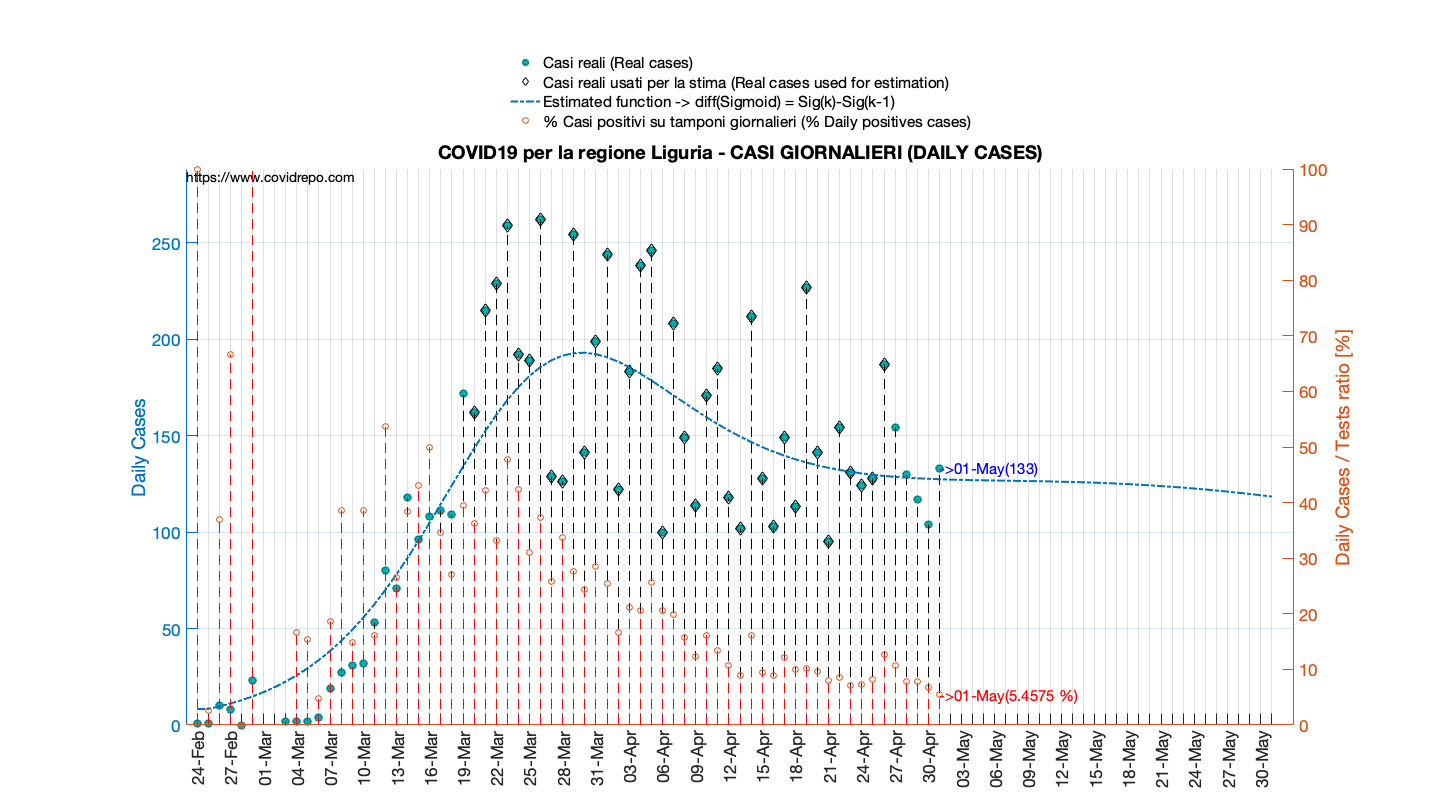 Casi reali (Real cases)
Casi reali usati per la stima (Real cases used for estimation)
Estimated function -> diff(Sigmoid) = Sig(k)-Sig(k-1)
% Casi positivi su tamponi giornalieri (% Daily positives cases)
COVID19 per la regione Liguria - CASI GIORNALIERI (DAILY CASES)
https://www.covidrepo.com
Daily Cases
250
200
150
100
50
0
100
90
80
70
60
50
40
30
20
10
0
Daily Cases / Tests ratio [%]
->01-May(133)
->01-May(5.4575 %)
24-Feb
27-Feb
01-Mar
04-Mar
07-Mar
10-Mar
13-Mar
16-Mar
19-Mar
22-Mar
25-Mar
28-Mar
31-Mar
03-Apr
06-Apr
09-Apr
12-Apr
15-Apr
18-Apr
21-Apr
24-Apr
27-Apr
30-Apr
03-May
06-May
09-May
12-May
15-May
18-May
21-May
24-May
27-May
30-May